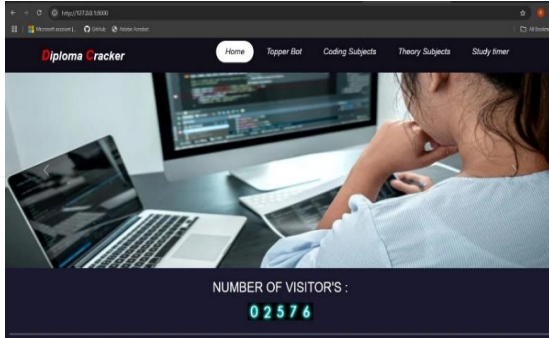 http://127.0.0.1:8000
Microsoft account |.. GitHub Adobe Acrobat
All Bookm
Diploma Cracker Home Topper Bot Coding Subjects Theory Subjects Study timer
NUMBER OF VISITOR'S :
02576